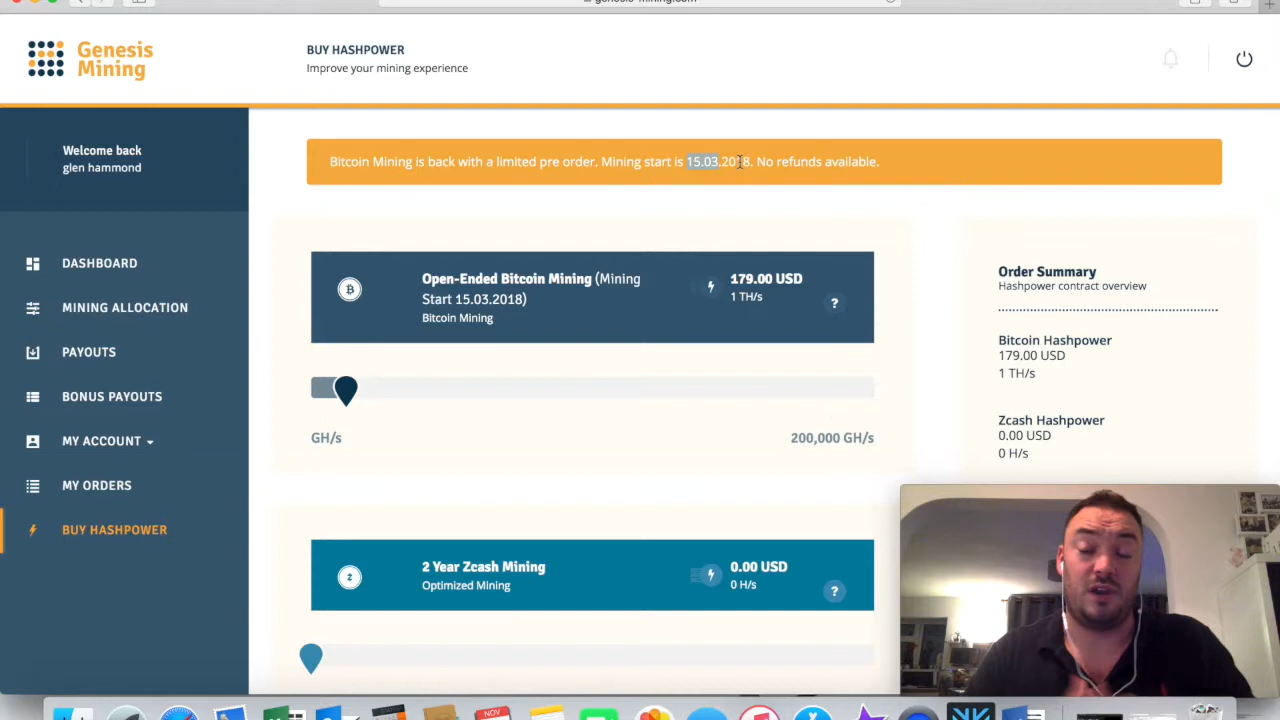 genesis-mining.com
Genesis
Mining
BUY HASHPOWER
Improve your mining experience
Welcome back
glen hammond
DASHBOARD
MINING ALLOCATION
PAYOUTS
BONUS PAYOUTS
MY ACCOUNT
MY ORDERS
BUY HASHPOWER
Bitcoin Mining is back with a limited pre order. Mining start is 15.03.2018. No refunds available.
Open-Ended Bitcoin Mining (Mining
Start 15.03.2018)
Bitcoin Mining
179.00 USD
1 TH/s
?
GH/s
200,000 GH/s
2 Year Zcash Mining
Optimized Mining
0.00 USD
0 H/s
?
Order Summary
Hashpower contract overview
Bitcoin Hashpower
179.00 USD
1 TH/s
Zcash Hashpower
0.00 USD
0 H/s
NOV